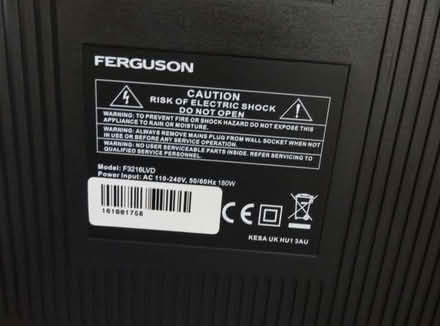 FERGUSON
CAUTION
RISK OF ELECTRIC SHOCK
DO NOT OPEN
WARNING: TO PREVENT FIRE OR SHOCK HAZARD DO NOT EXPOSE THIS
APPLIANCE TO RAIN OR MOISTURE.
WARNING: ALWAYS REMOVE MAINS PLUG FROM WALL SOCKET WHEN NOT
IN USE OR BEFORE ANY SERVICE OPERATION.
WARNING: NO USER SERVICEABLE PARTS INSIDE. REFER SERVICING TO
QUALIFIED SERVICE PERSONNEL.
Model: F3216LVD
Power Input: AC 110-240V, 50/60Hz 180W
161001758
CE
KESA UK HU1 3AU